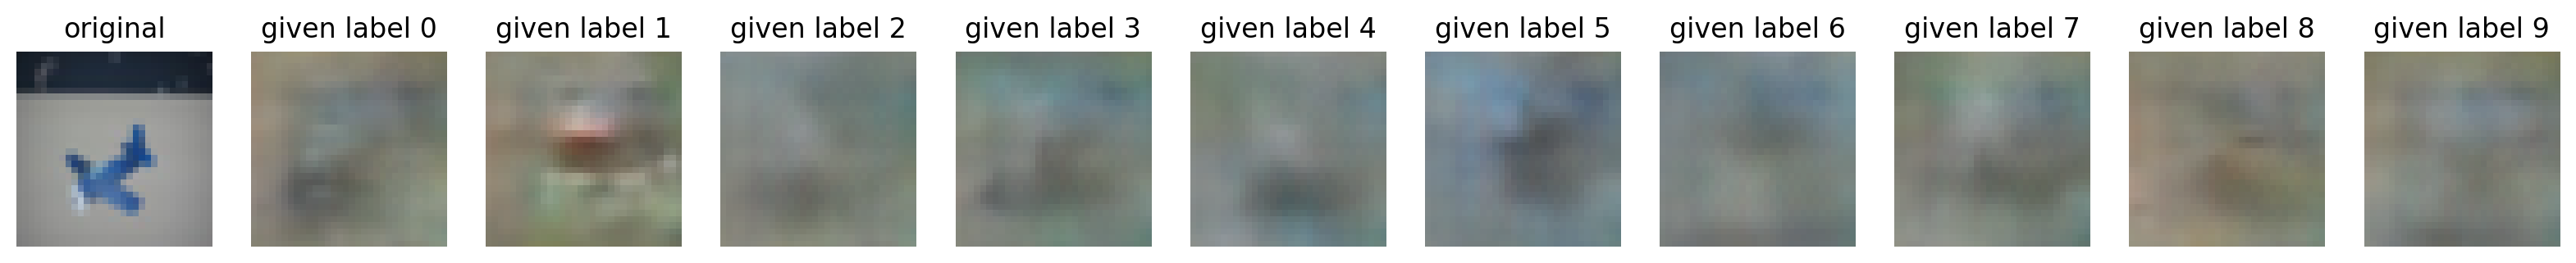 original
given label 0
given label 1
given label 2
given label 3
given label 4
given label 5
given label 6
given label 7
given label 8
given label 9